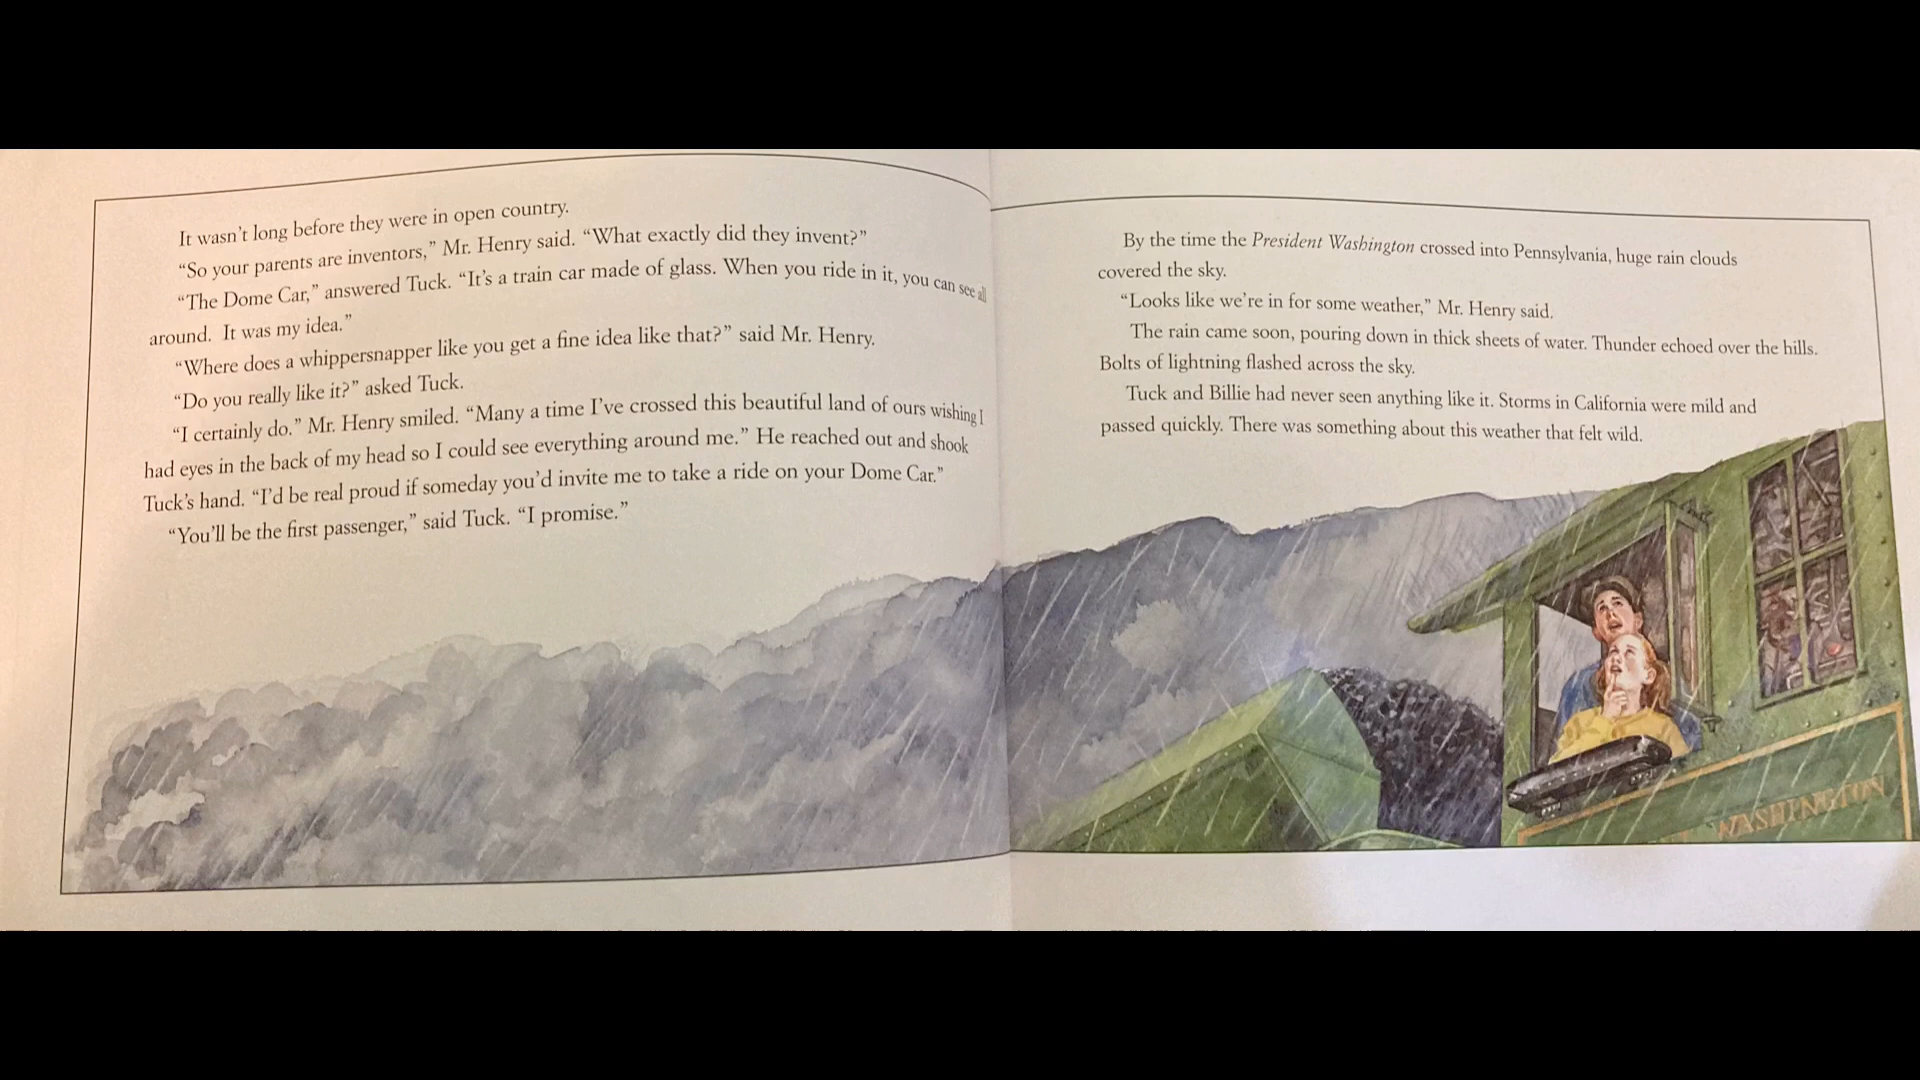 It wasn't long before they were in open country.
“So your parents are inventors,” Mr. Henry said. “What exactly did they invent?”
“The Dome Car,” answered Tuck. “It's a train car made of glass. When you ride in it, you can see all
around. It was my idea.”
“Where does a whippersnapper like you get a fine idea like that?” said Mr. Henry.
“Do you really like it?” asked Tuck.
“I certainly do.” Mr. Henry smiled. “Many a time I've crossed this beautiful land of ours wishing I
had eyes in the back of my head so I could see everything around me.” He reached out and shook
Tuck's hand. “I'd be real proud if someday you'd invite me to take a ride on your Dome Car.”
“You'll be the first passenger,” said Tuck. “I promise.”
By the time the President Washington crossed into Pennsylvania, huge rain clouds
covered the sky.
“Looks like we're in for some weather,” Mr. Henry said.
The rain came soon, pouring down in thick sheets of water. Thunder echoed over the hills.
Bolts of lightning flashed across the sky.
Tuck and Billie had never seen anything like it. Storms in California were mild and
passed quickly. There was something about this weather that felt wild.
WASHINGTON